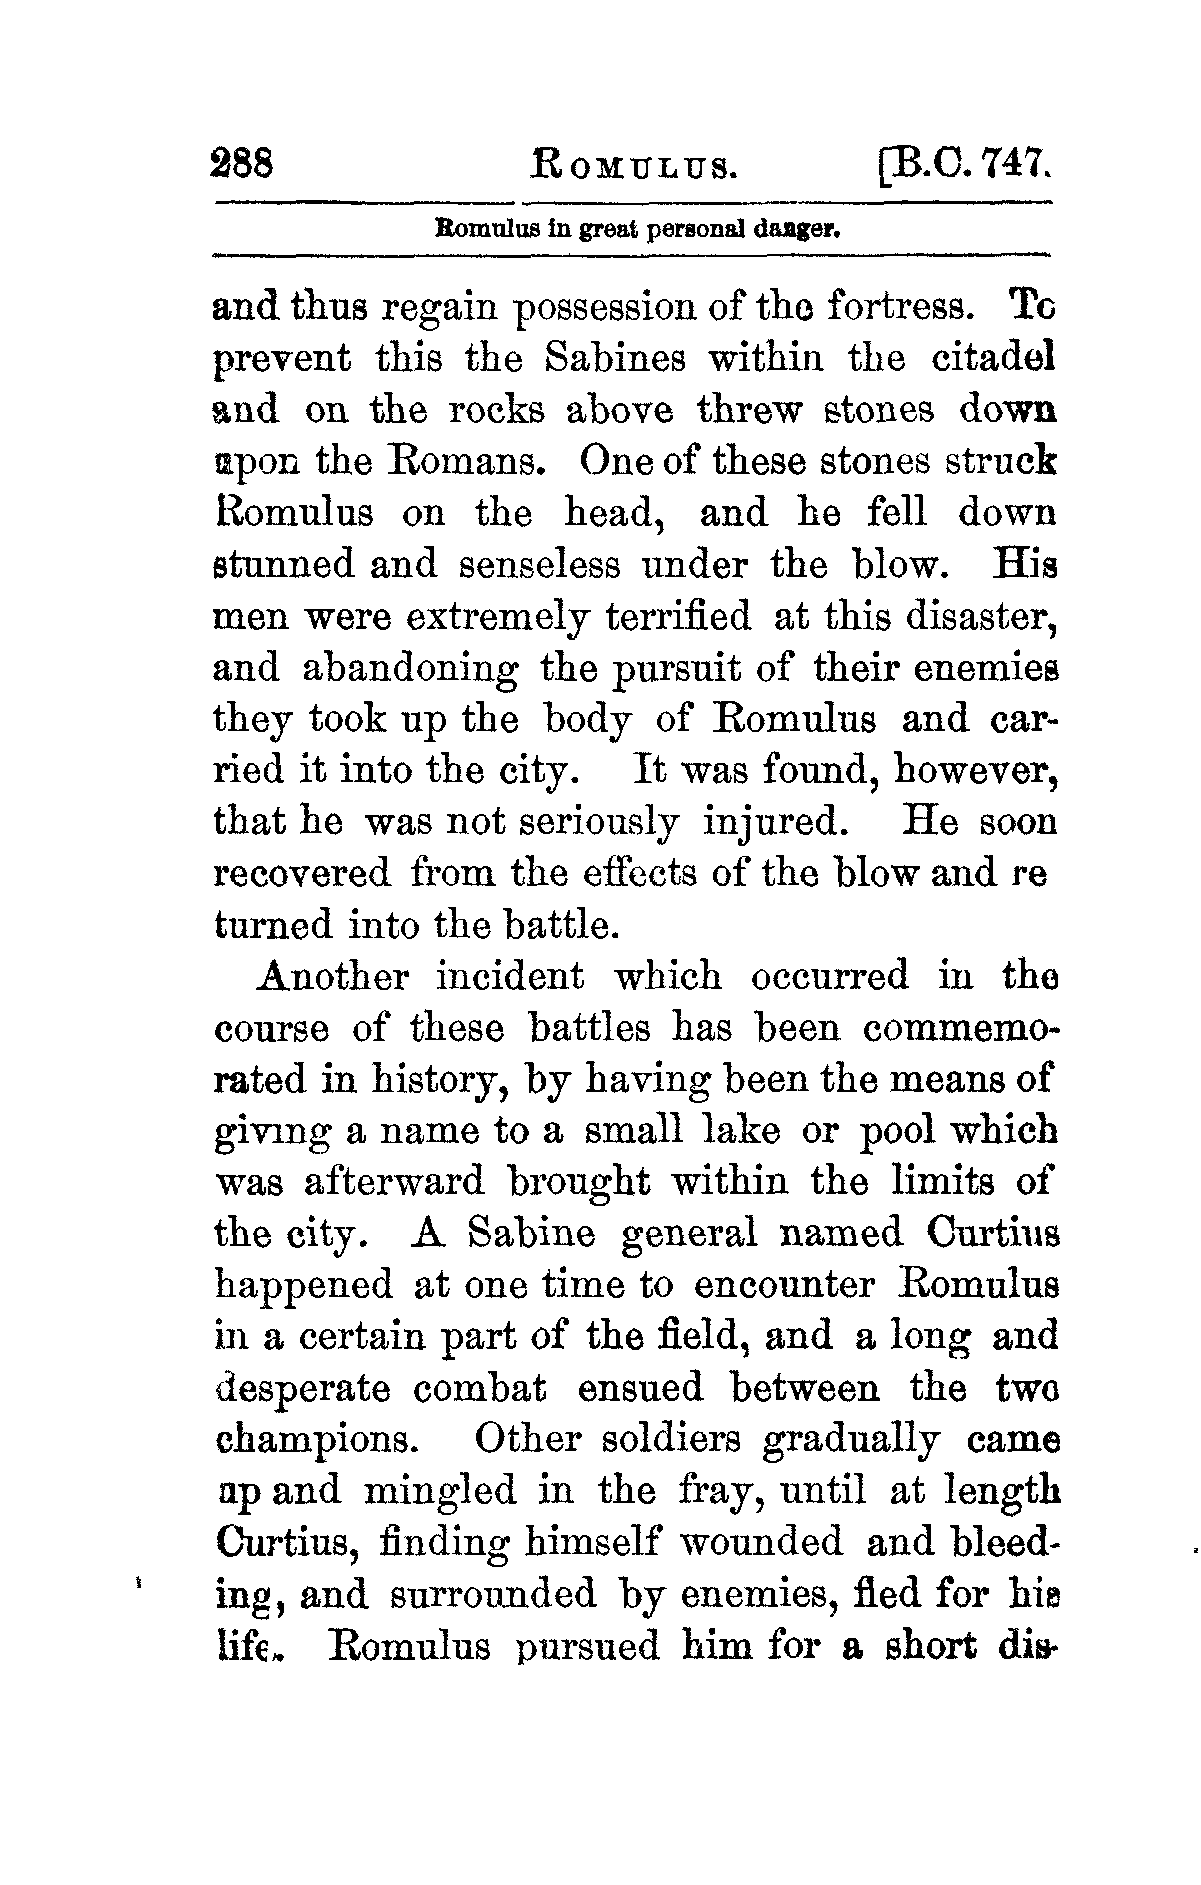 288 ROMULUS. [B.C. 747.
Romulus in great personal danger.
and thus regain possession of the fortress. To
prevent this the Sabines within the citadel
and on the rocks above threw stones down
upon the Romans. One of these stones struck
Romulus on the head, and he fell down
stunned and senseless under the blow. His
men were extremely terrified at this disaster,
and abandoning the pursuit of their enemies
they took up the body of Romulus and car-
ried it into the city. It was found, however,
that he was not seriously injured. He soon
recovered from the effects of the blow and re
turned into the battle.
Another incident which occurred in the
course of these battles has been commemo-
rated in history, by having been the means of
giving a name to a small lake or pool which
was afterward brought within the limits of
the city. A Sabine general named Curtius
happened at one time to encounter Romulus
in a certain part of the field, and a long and
desperate combat ensued between the two
champions. Other soldiers gradually came
up and mingled in the fray, until at length
Curtius, finding himself wounded and bleed-
ing, and surrounded by enemies, fled for his
life. Romulus pursued him for a short dis-